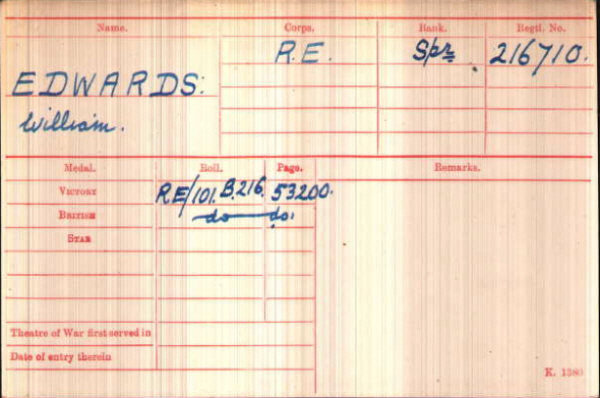 Name. Corps. Rank. Regtl. No.
R.E. Spr. 216710.
EDWARDS.
William.
Medal. Roll. Page. Remarks.
VICTORY RE/101.B.216. 53200.
BRITISH do do.
STAR
Theatre of War first served in
Date of entry therein
K. 1380